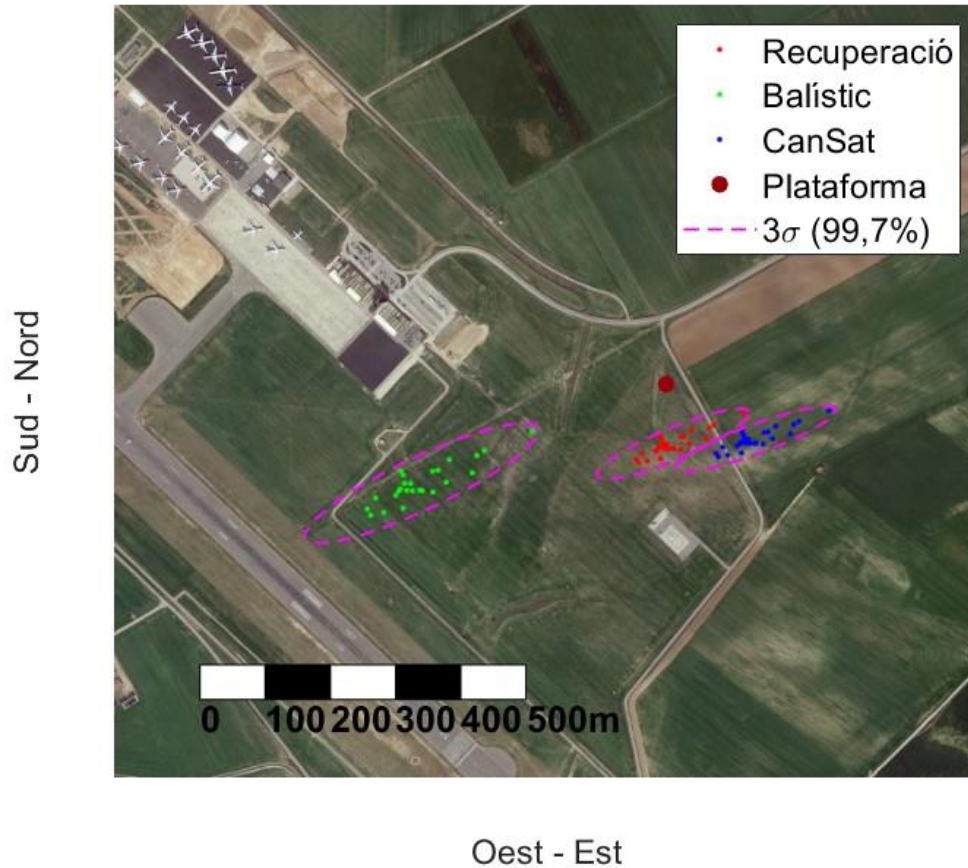 Recuperació
Balístic
CanSat
Plataforma
3σ (99,7%)
Sud - Nord
0 100 200 300 400 500m
Oest - Est